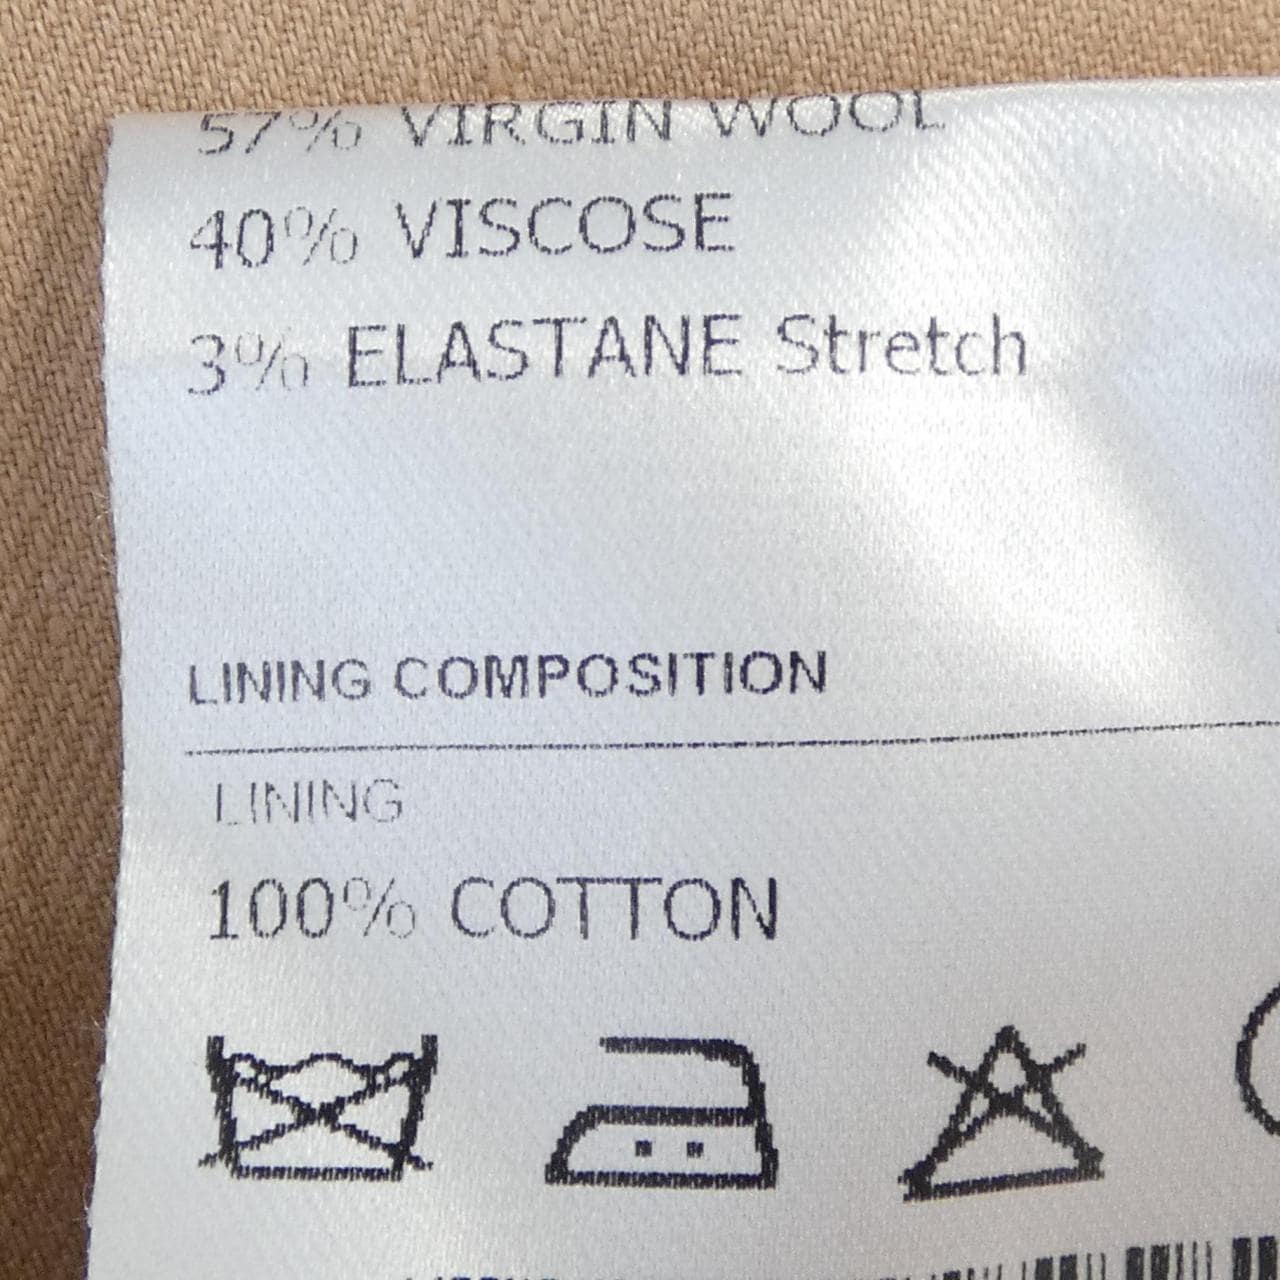 57% VIRGIN WOOL
40% VISCOSE
3% ELASTANE Stretch
LINING COMPOSITION
LINING
100% COTTON